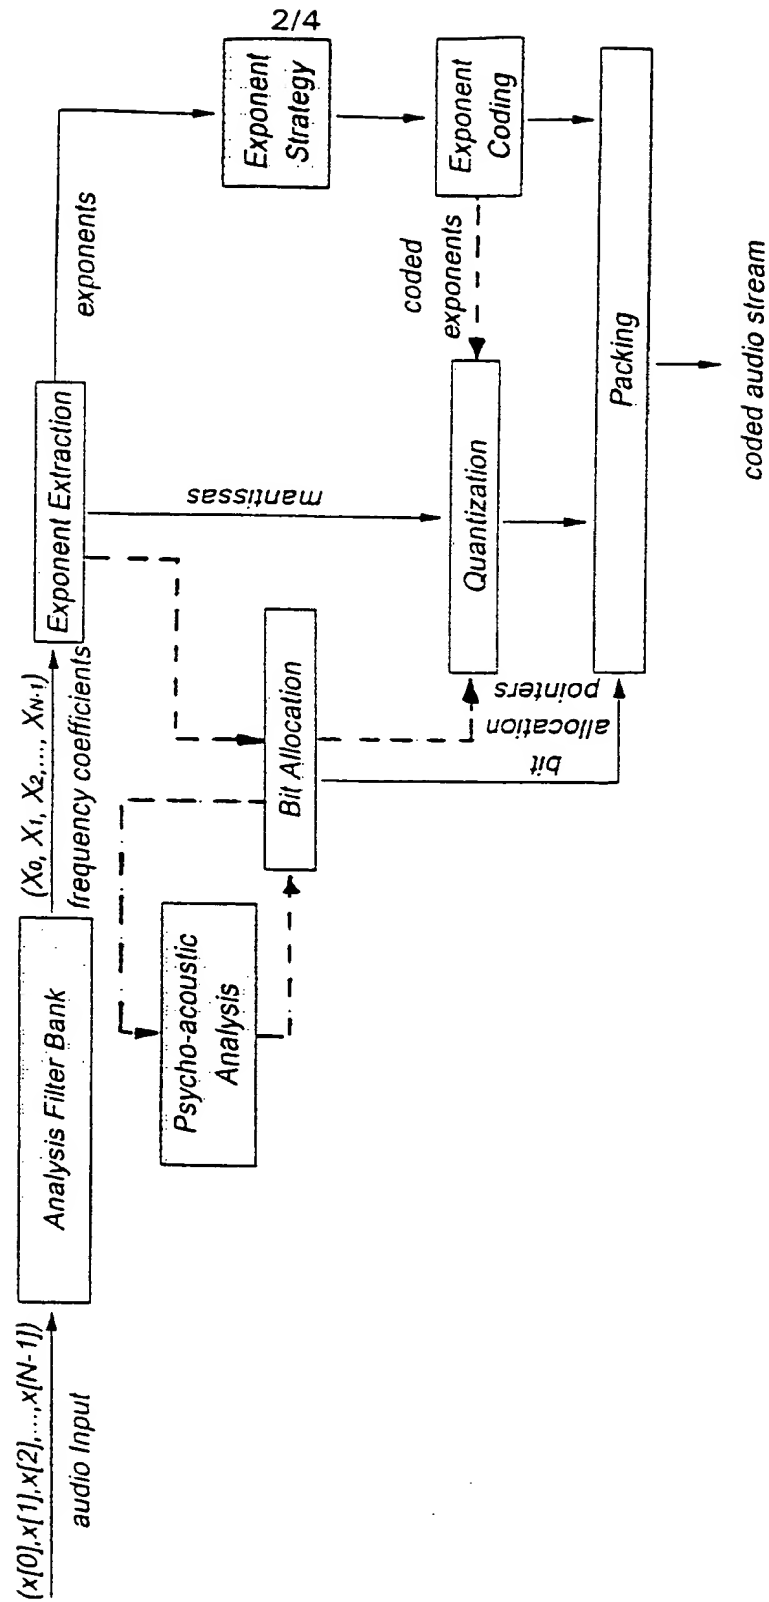 2/4
(x[0],x[1],x[2],...,x[N-1])
audio Input
Analysis Filter Bank
(X0, X1, X2,..., XN-1)
frequency coefficients
Exponent Extraction
exponents
Exponent
Strategy
Exponent
Coding
coded
exponents
mantissas
Psycho-acoustic
Analysis
Bit Allocation
bit
allocation
pointers
Quantization
Packing
coded audio stream